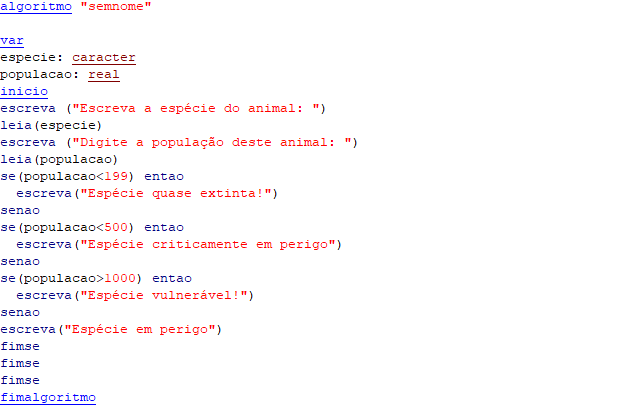 algoritmo "semnome"
var
especie: caracter
populacao: real
inicio
escreva ("Escreva a espécie do animal: ")
leia(especie)
escreva ("Digite a população deste animal: ")
leia(populacao)
se(populacao<199) entao
escreva("Espécie quase extinta!")
senao
se(populacao<500) entao
escreva("Espécie criticamente em perigo")
senao
se(populacao>1000) entao
escreva("Espécie vulnerável!")
senao
escreva("Espécie em perigo")
fimse
fimse
fimse
fimalgoritmo